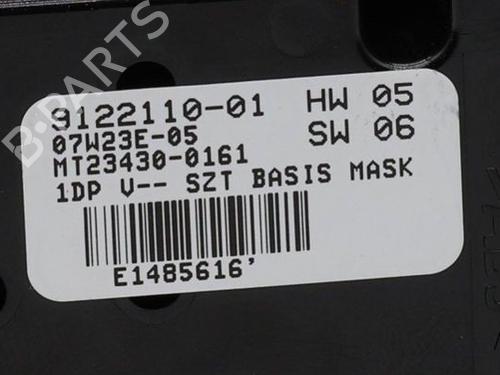 9122110-01 HW 05
07W23E-05 SW 06
MT23430-0161
1DP V-- SZT BASIS MASK
E1485616'
B-PARTS